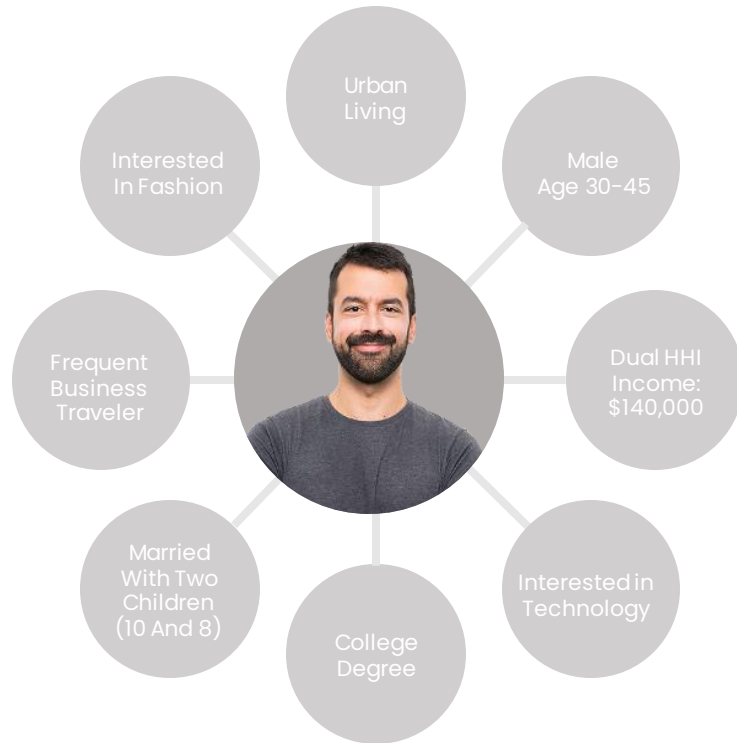 Urban
Living
Interested
In Fashion
Male
Age 30-45
Frequent
Business
Traveler
Dual HHI
Income:
$140,000
Married
With Two
Children
(10 And 8)
Interested in
Technology
College
Degree